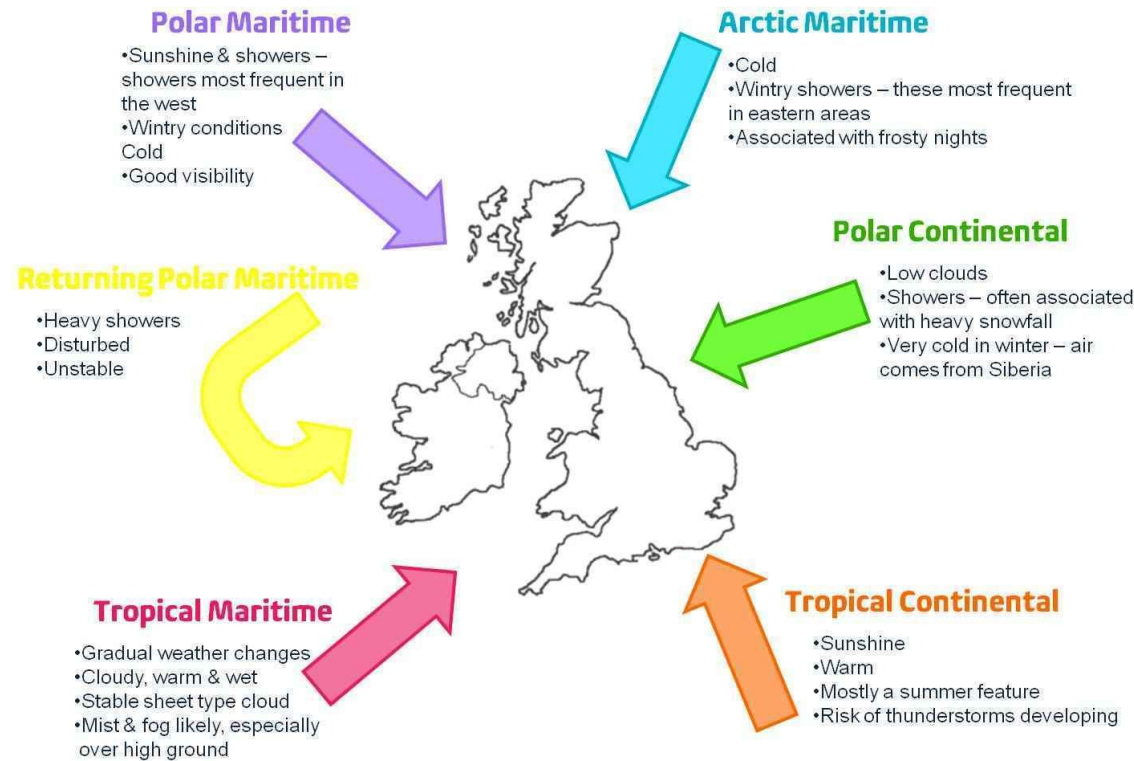 Polar Maritime
•Sunshine & showers –
showers most frequent in
the west
•Wintry conditions
Cold
•Good visibility
Arctic Maritime
•Cold
•Wintry showers – these most frequent
in eastern areas
•Associated with frosty nights
Polar Continental
•Low clouds
•Showers – often associated
with heavy snowfall
•Very cold in winter – air
comes from Siberia
Returning Polar Maritime
•Heavy showers
•Disturbed
•Unstable
Tropical Maritime
•Gradual weather changes
•Cloudy, warm & wet
•Stable sheet type cloud
•Mist & fog likely, especially
over high ground
Tropical Continental
•Sunshine
•Warm
•Mostly a summer feature
•Risk of thunderstorms developing